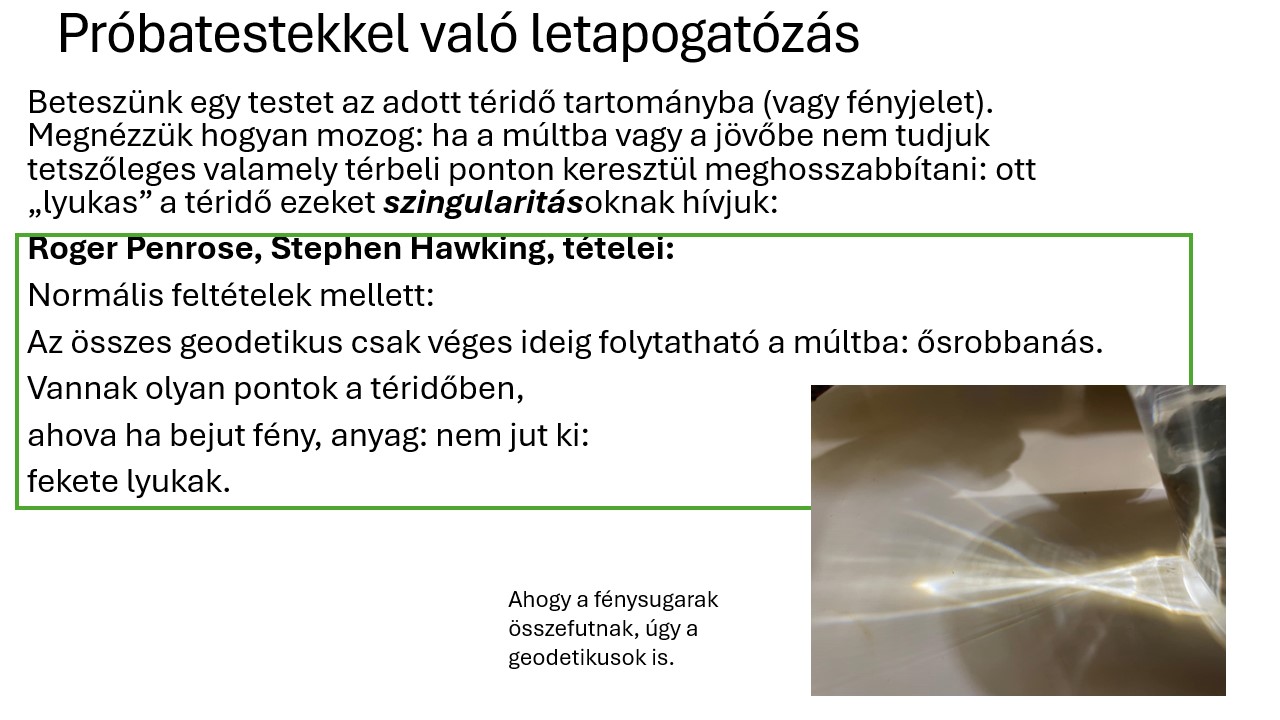 Próbatestekkel való letapogatózás
Beteszünk egy testet az adott téridő tartományba (vagy fényjelet).
Megnézzük hogyan mozog: ha a múltba vagy a jövőbe nem tudjuk
tetszőleges valamely térbeli ponton keresztül meghosszabbítani: ott
„lyukas” a téridő ezeket szingularitásoknak hívjuk:
Roger Penrose, Stephen Hawking, tételei:
Normális feltételek mellett:
Az összes geodetikus csak véges ideig folytatható a múltba: ősrobbanás.
Vannak olyan pontok a téridőben,
ahova ha bejut fény, anyag: nem jut ki:
fekete lyukak.
Ahogy a fénysugarak
összefutnak, úgy a
geodetikusok is.